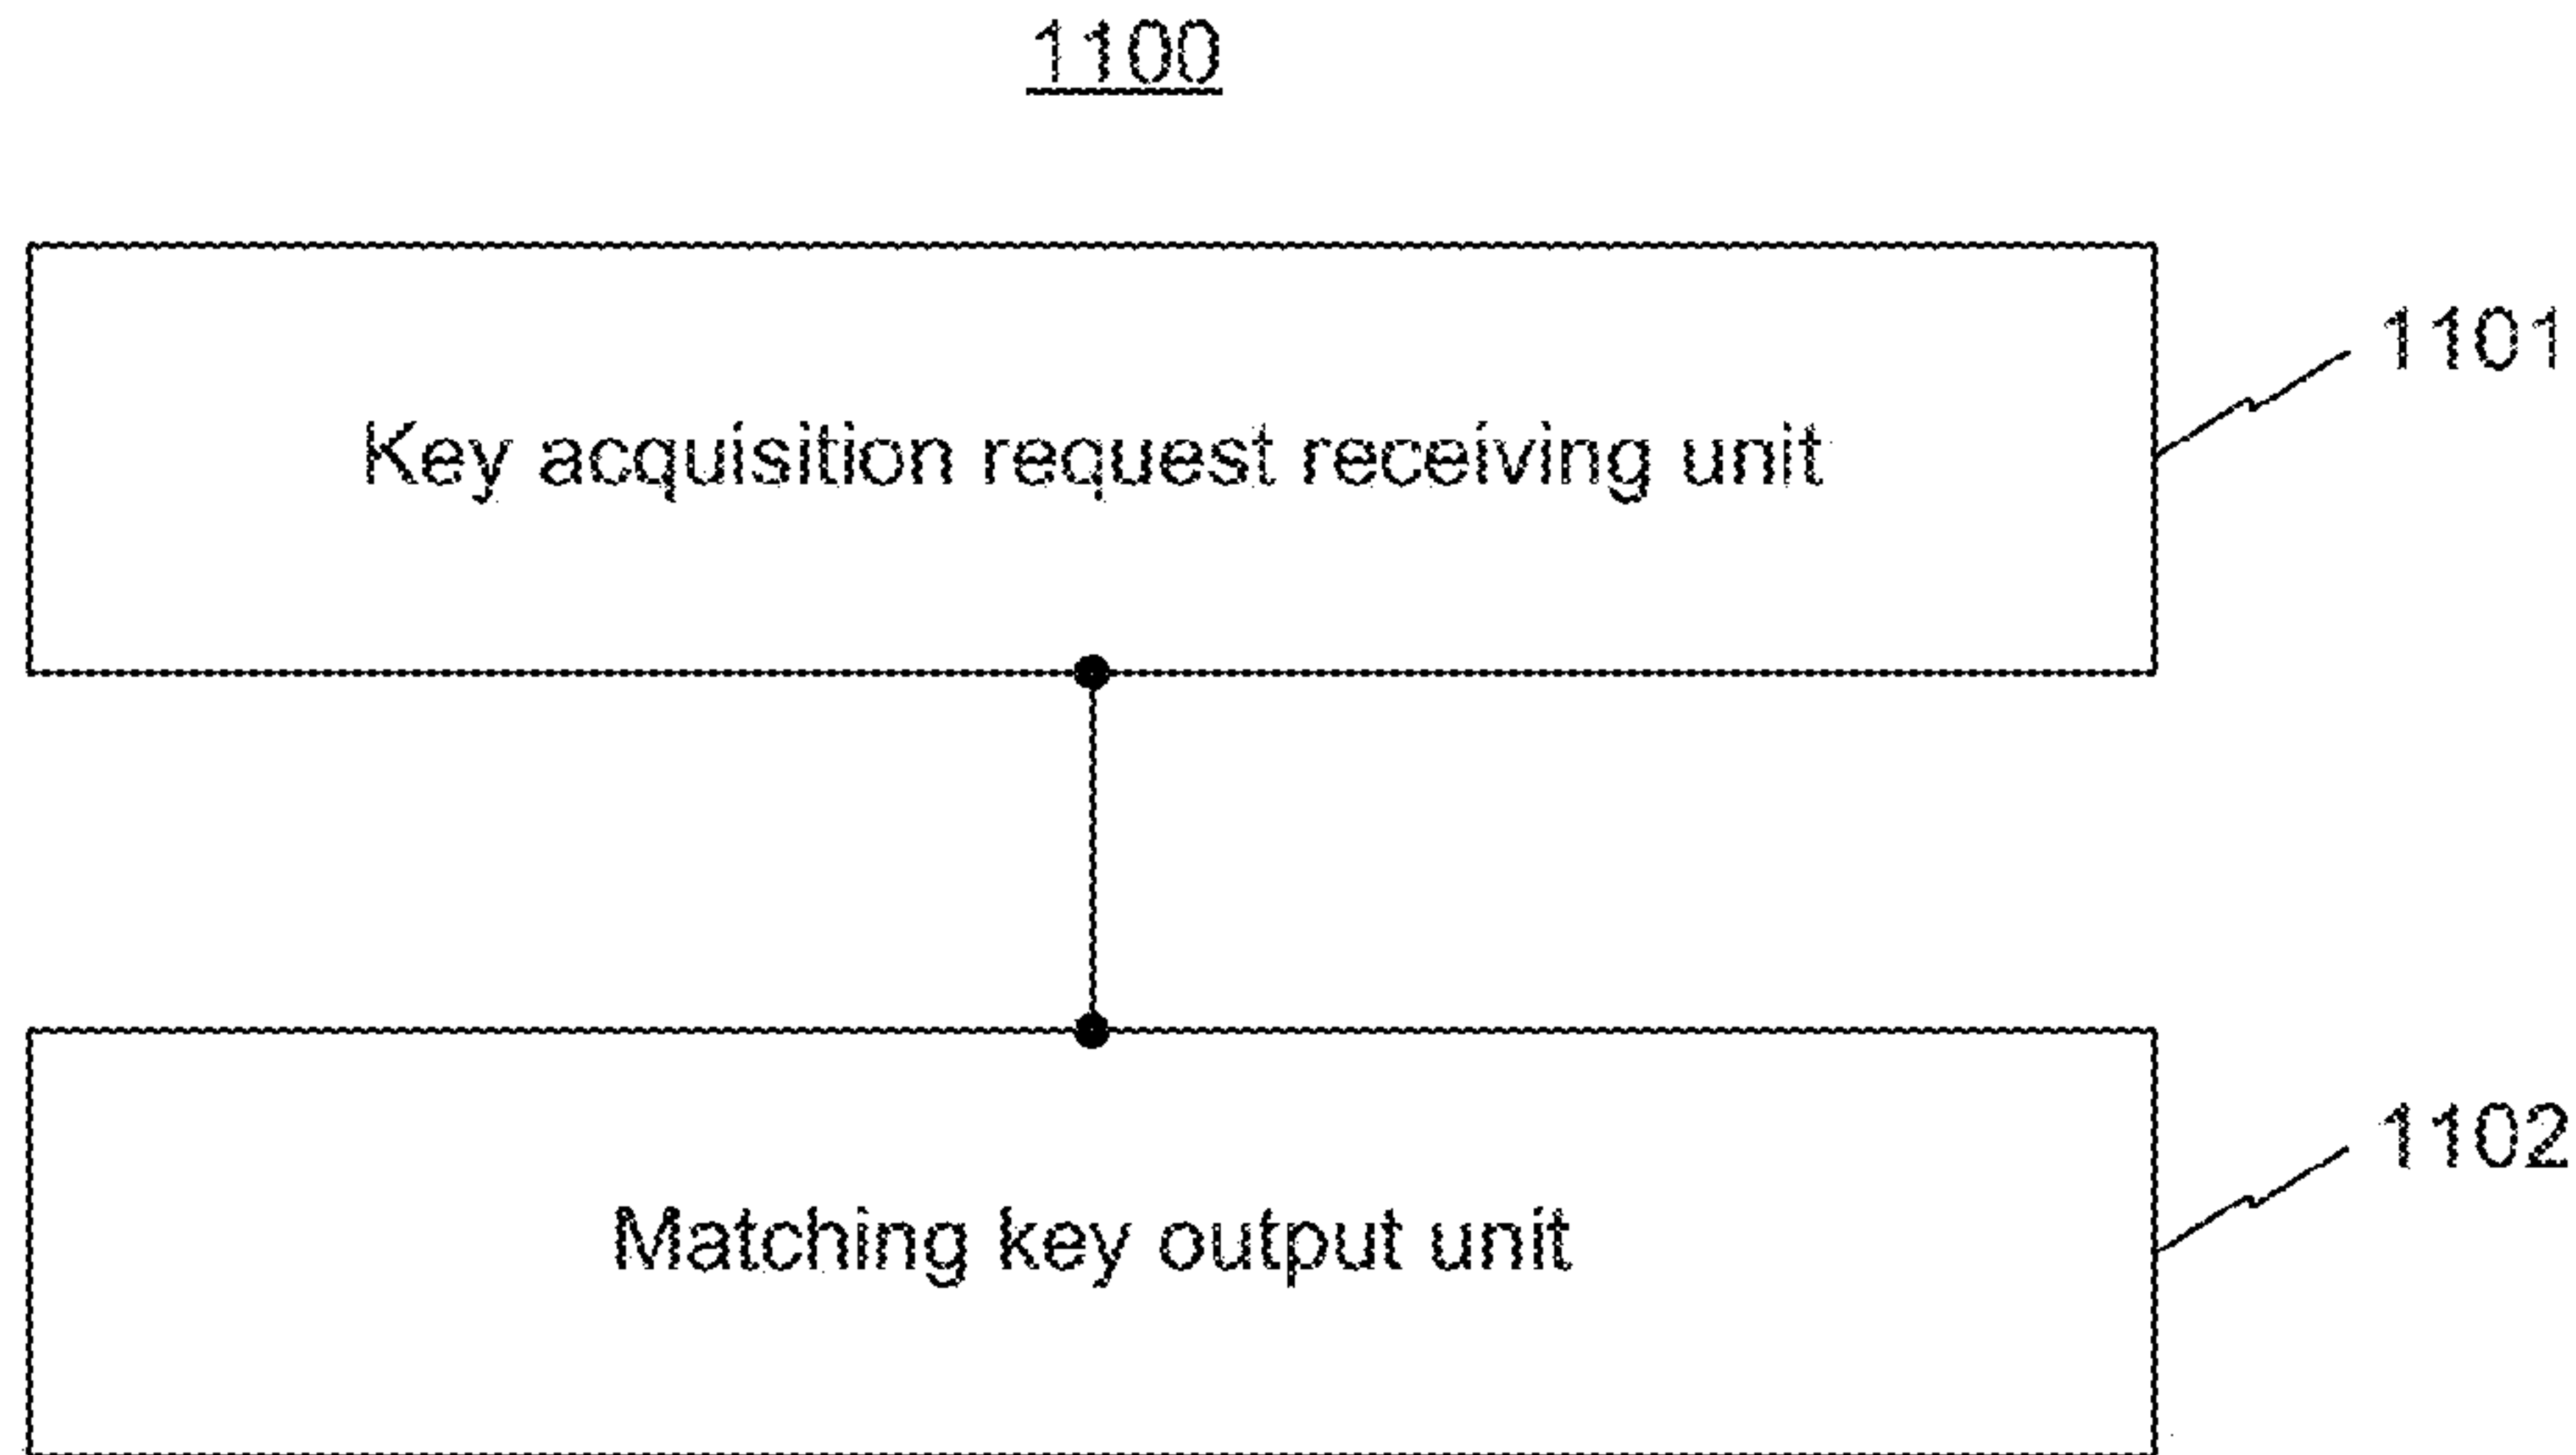 1100
Key acquisition request receiving unit
1101
Matching key output unit
1102